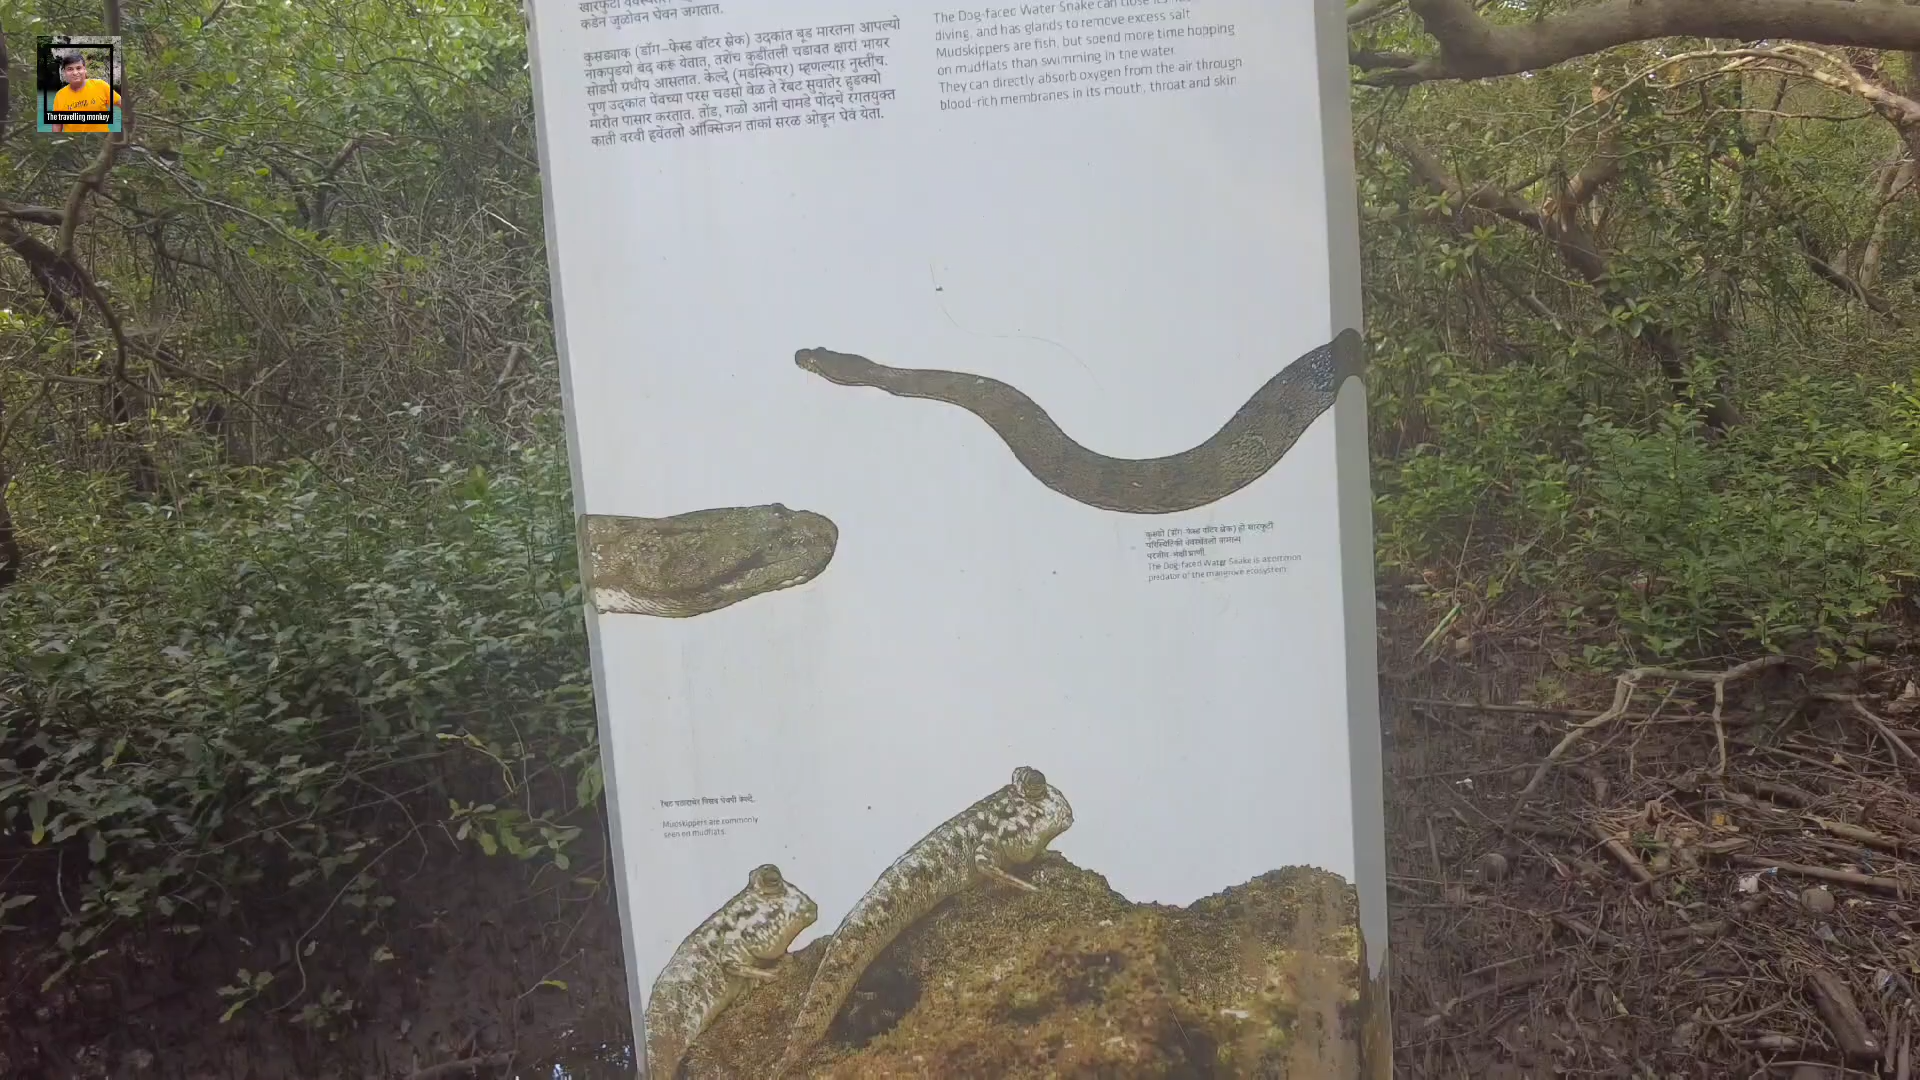 कडेन जुळोवन घेवन जगतात.
कुसड्याक (डॉग-फेस्ड वॉटर स्नेक) उदकांत बूड मारतना आपल्यो
नाकपुडयो बंद करूं येतात, तशेंच कुडींतली चडावत क्षारां भायर
सोडपी ग्रंथीय आसतात. केल्दे (मडस्किपर) म्हणल्यार नुस्तींच.
पूण उदकांत पेंवच्या परस चडसो वेळ ते रेंबट सुवातेर हुडक्यो
मारीत पासार करतात. तोंड, गळो आनी चामडे पोंदचे रगतयुक्त
काती वरवीं हवेंतलो ऑक्सिजन ताकां सरळ ओडून घेवं येता.
The Dog-faced Water Snake can close its
diving, and has glands to remove excess salt
Mudskippers are fish, but spend more time hopping
on mudflats than swimming in the water.
They can directly absorb oxygen from the air through
blood-rich membranes in its mouth, throat and skin.
(डॉग-फेस्ड वॉटर स्नेक) हो खारफुटी
The Dog-faced Water Snake is a common
predator of the mangrove ecosystem.
Mudskippers are commonly
seen on mudflats.
The travelling monkey